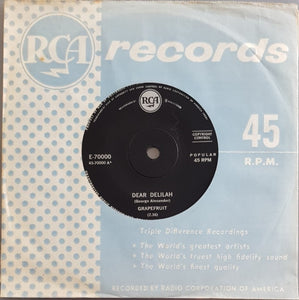 RCA records
RCA
COPYRIGHT
CONTROL
E-70000
45-70000 A*
POPULAR
45 RPM
45
R.P.M.
DEAR DELILAH
(George Alexander)
GRAPEFRUIT
Triple Difference Recordings
• The World's greatest artists
• The World's truest high fidelity sound
• The World's finest quality
RECORDED BY RADIO CORPORATION OF AMERICA